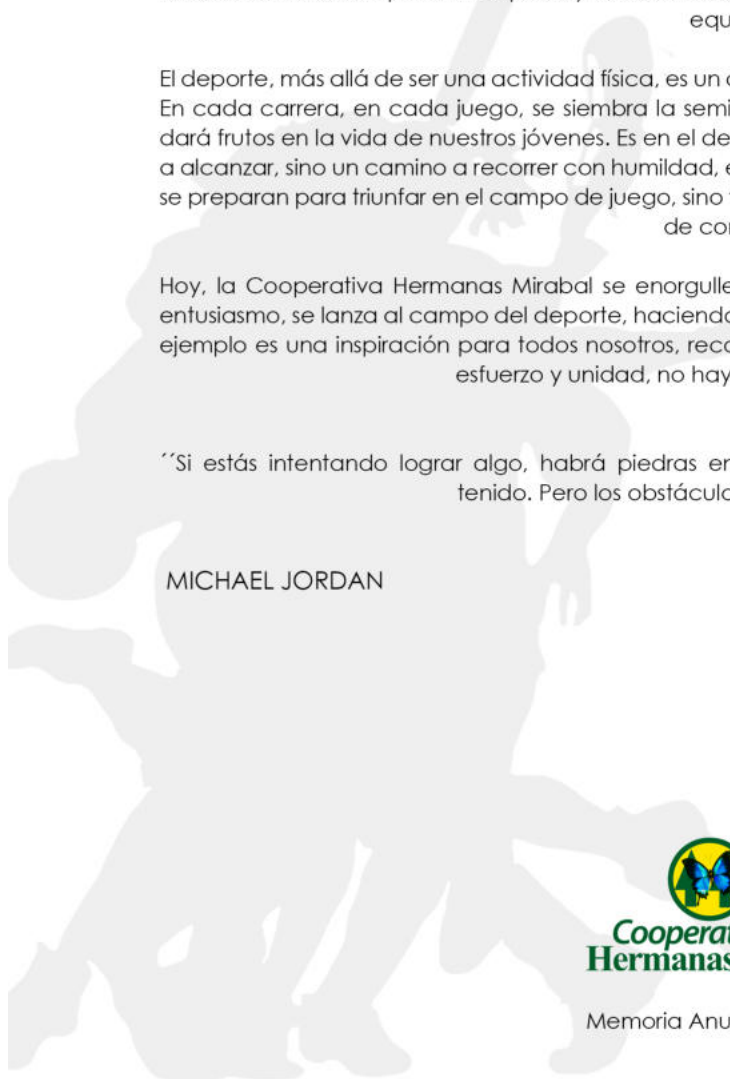 equ
El deporte, más allá de ser una actividad física, es un
En cada carrera, en cada juego, se siembra la semi
dará frutos en la vida de nuestros jóvenes. Es en el de
a alcanzar, sino un camino a recorrer con humildad,
se preparan para triunfar en el campo de juego, sino
de co
Hoy, la Cooperativa Hermanas Mirabal se enorgulle
entusiasmo, se lanza al campo del deporte, haciend
ejemplo es una inspiración para todos nosotros, rec
esfuerzo y unidad, no hay
´´Si estás intentando lograr algo, habrá piedras en
tenido. Pero los obstácul
MICHAEL JORDAN
Coopera
Hermanas
Memoria Anu